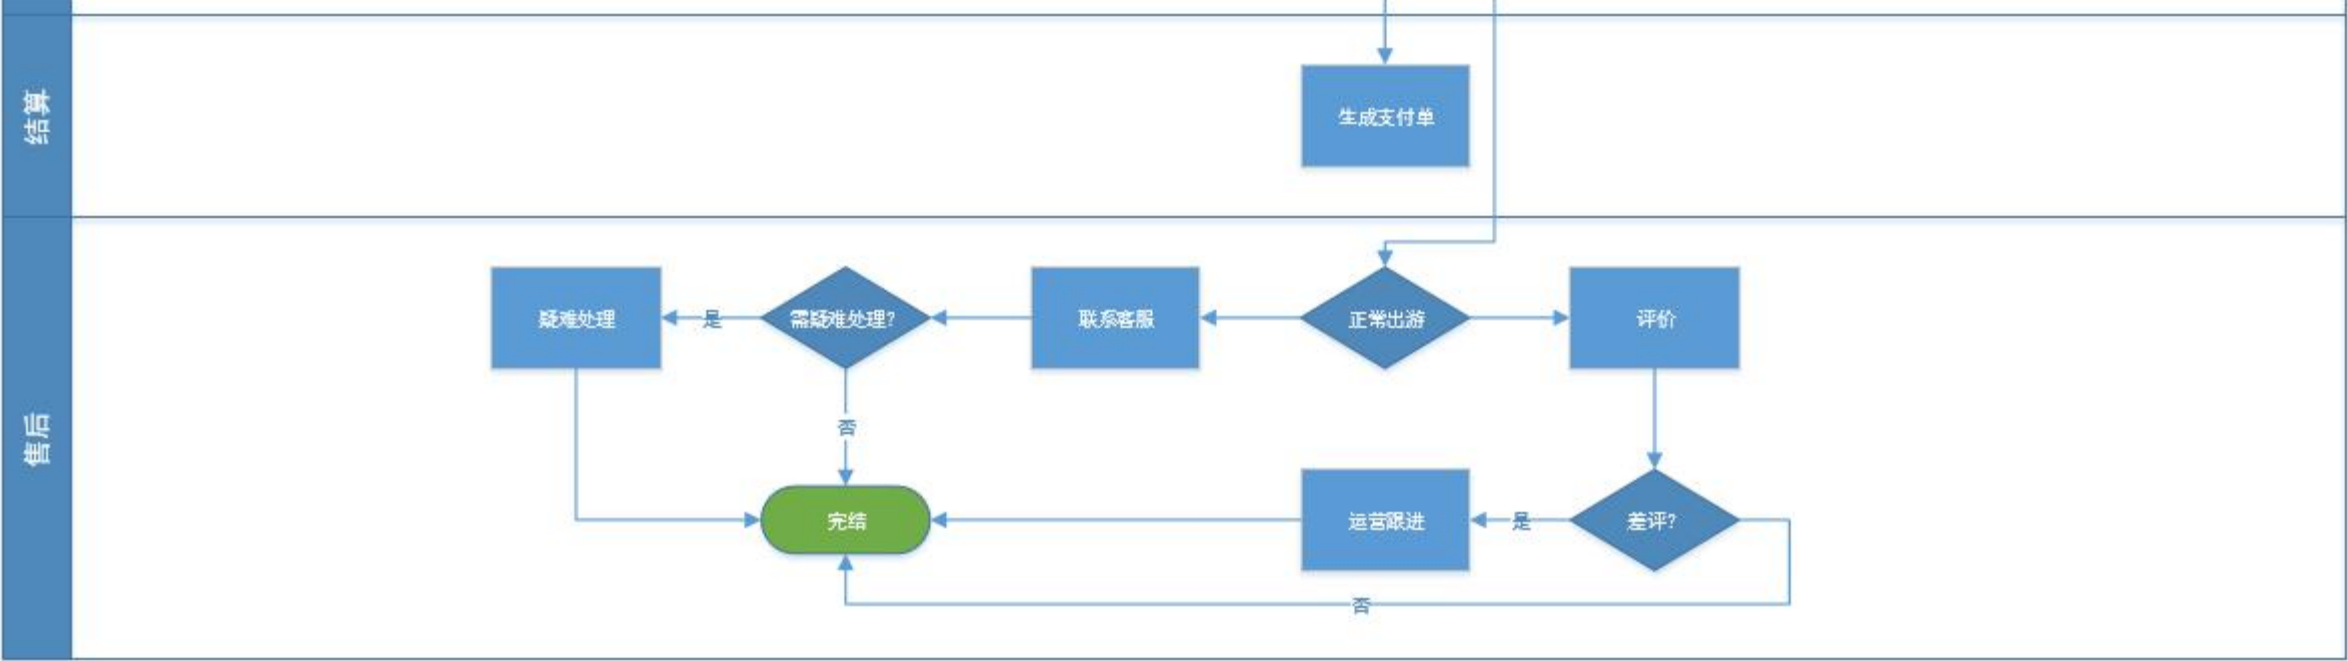 结算
生成支付单
售后
疑难处理
是
需疑难处理?
联系客服
正常出游
评价
否
完结
运营跟进
是
差评?
否